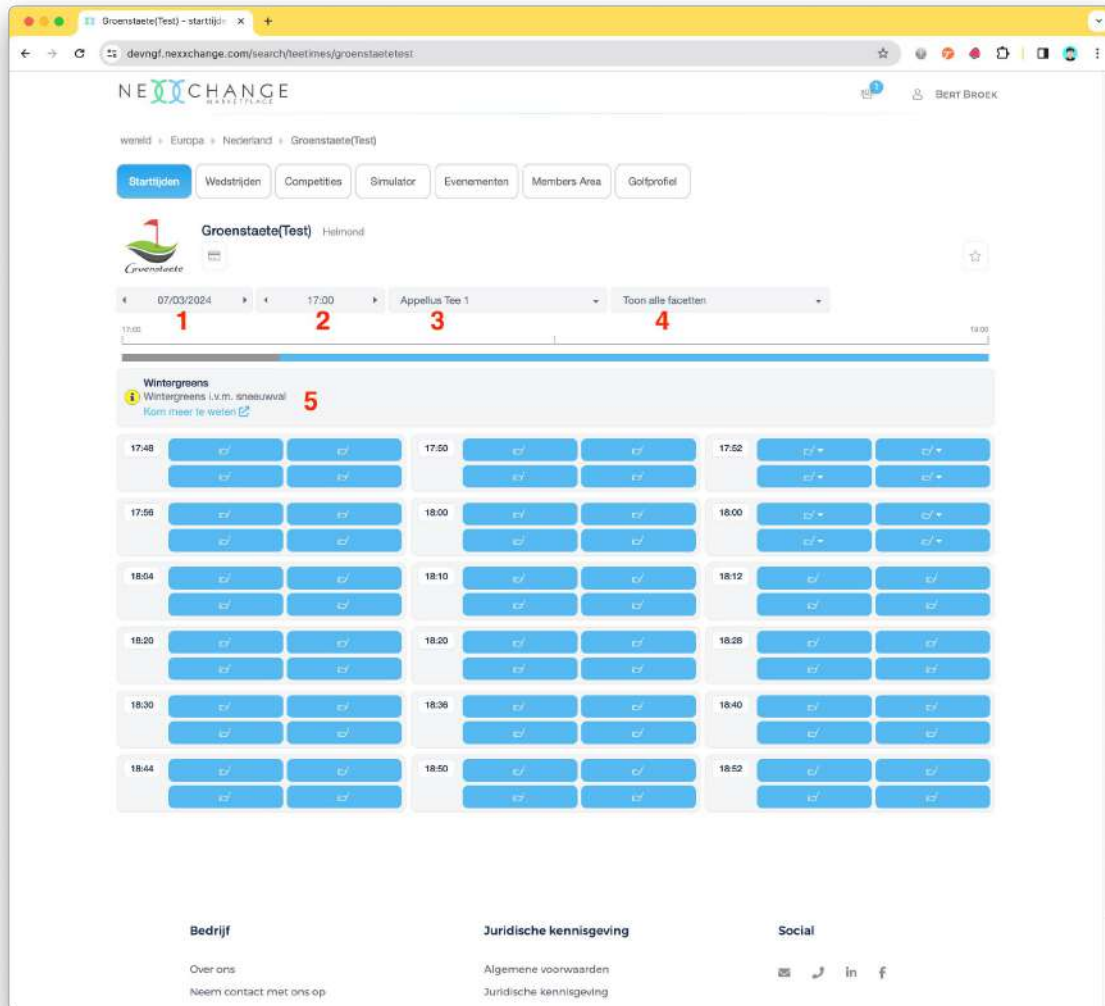 Groenstaete(Test) - starttijd
devngf.nexxchange.com/search/teetimes/groenstaetetest
NEXXCHANGE
MARKETPLACE
BERT BROEK
wereld Europa Nederland Groenstaete(Test)
Starttijden Wedstrijden Competities Simulator Evenementen Members Area Golfprofiel
Groenstaete(Test) Helmond
Groenstaete
07/03/2024 17:00 Appelius Tee 1 Toon alle facetten
1 2 3 4
17:00 19:00
Wintergreens
Wintergreens i.v.m. sneeuwval 5
Kom meer te weten
17:48 17:50 17:52
17:56 18:00 18:00
18:04 18:10 18:12
18:20 18:20 18:28
18:30 18:36 18:40
18:44 18:50 18:52
Bedrijf Juridische kennisgeving Social
Over ons Algemene voorwaarden
Neem contact met ons op Juridische kennisgeving